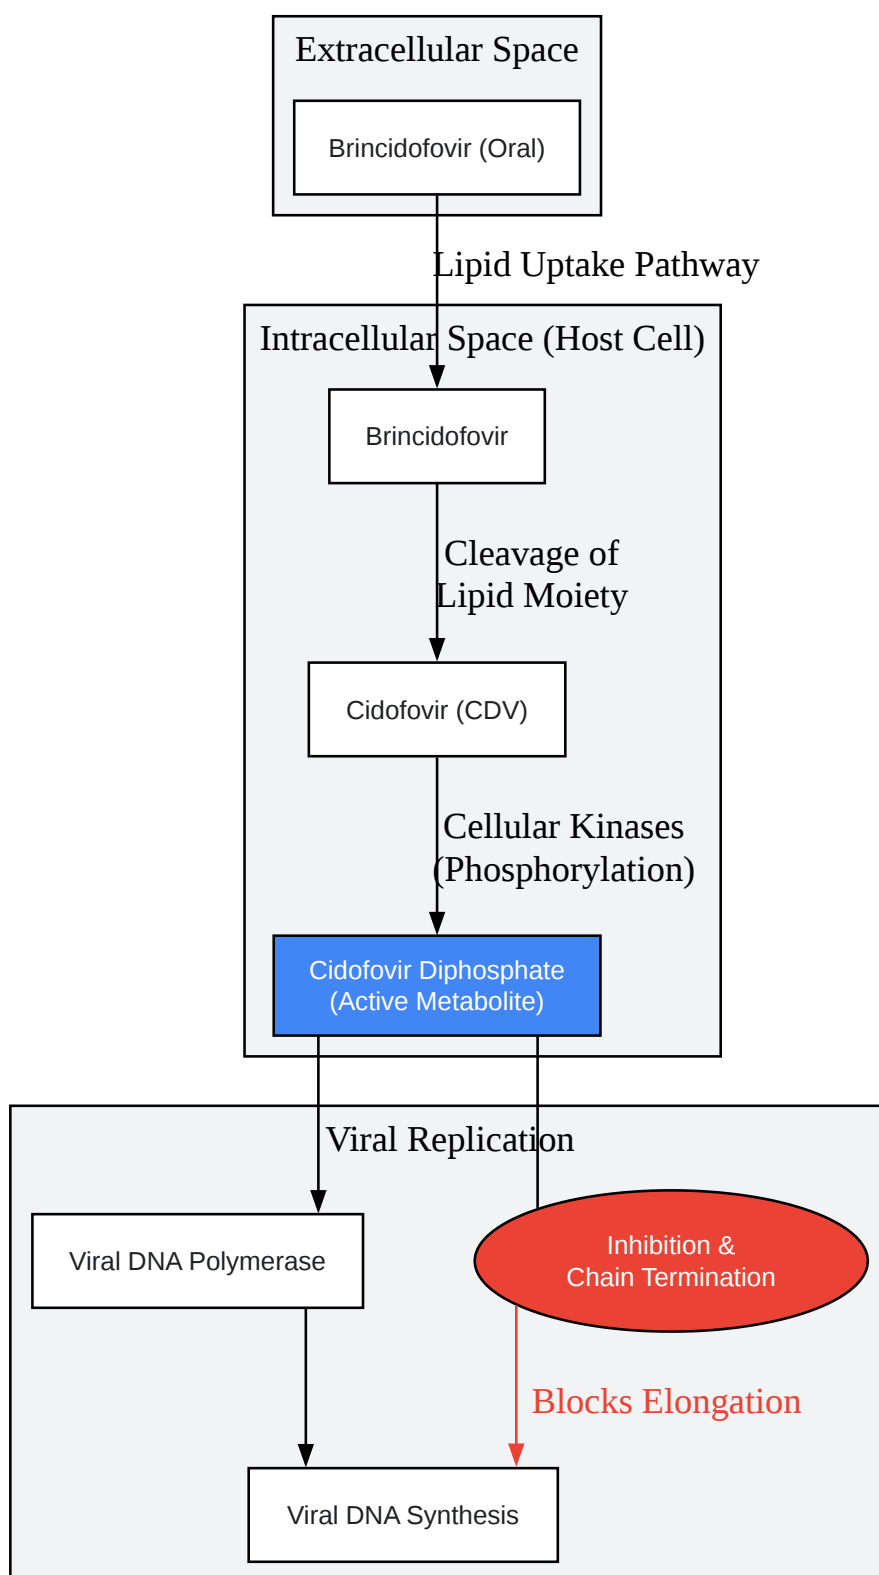 Extracellular Space
Brincidofovir (Oral)
Lipid Uptake Pathway
Intracellular Space (Host Cell)
Brincidofovir
Cleavage of
Lipid Moiety
Cidofovir (CDV)
Cellular Kinases
(Phosphorylation)
Cidofovir Diphosphate
(Active Metabolite)
Viral Replication
Viral DNA Polymerase
Inhibition &
Chain Termination
Blocks Elongation
Viral DNA Synthesis